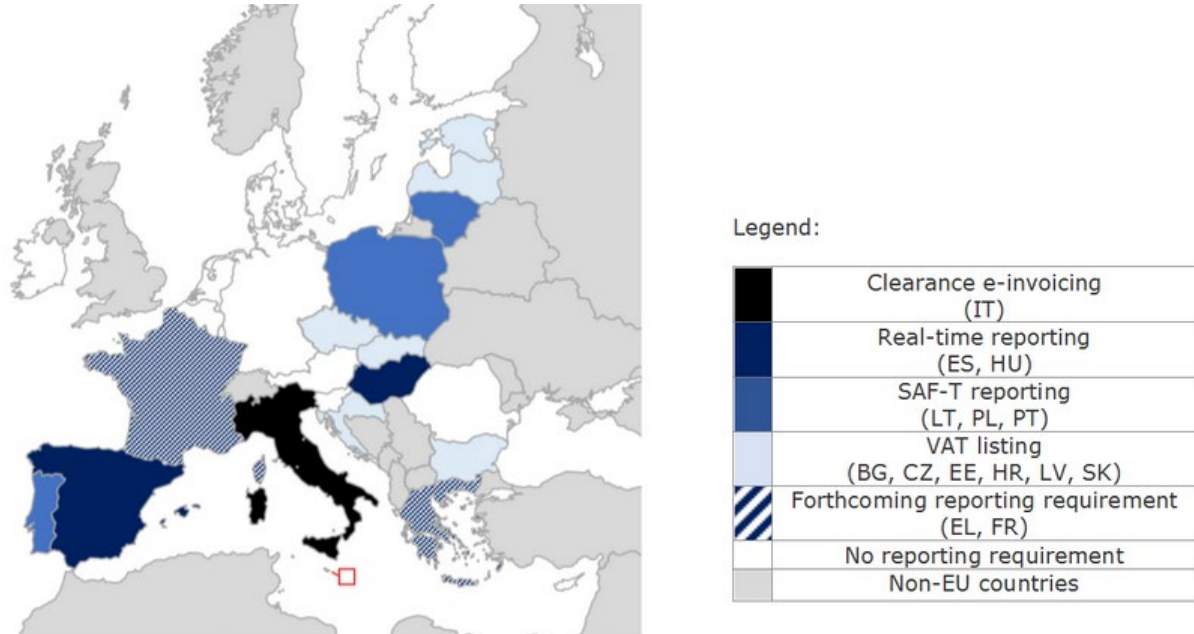 Legend:
Clearance e-invoicing
(IT)
Real-time reporting
(ES, HU)
SAF-T reporting
(LT, PL, PT)
VAT listing
(BG, CZ, EE, HR, LV, SK)
Forthcoming reporting requirement
(EL, FR)
No reporting requirement
Non-EU countries